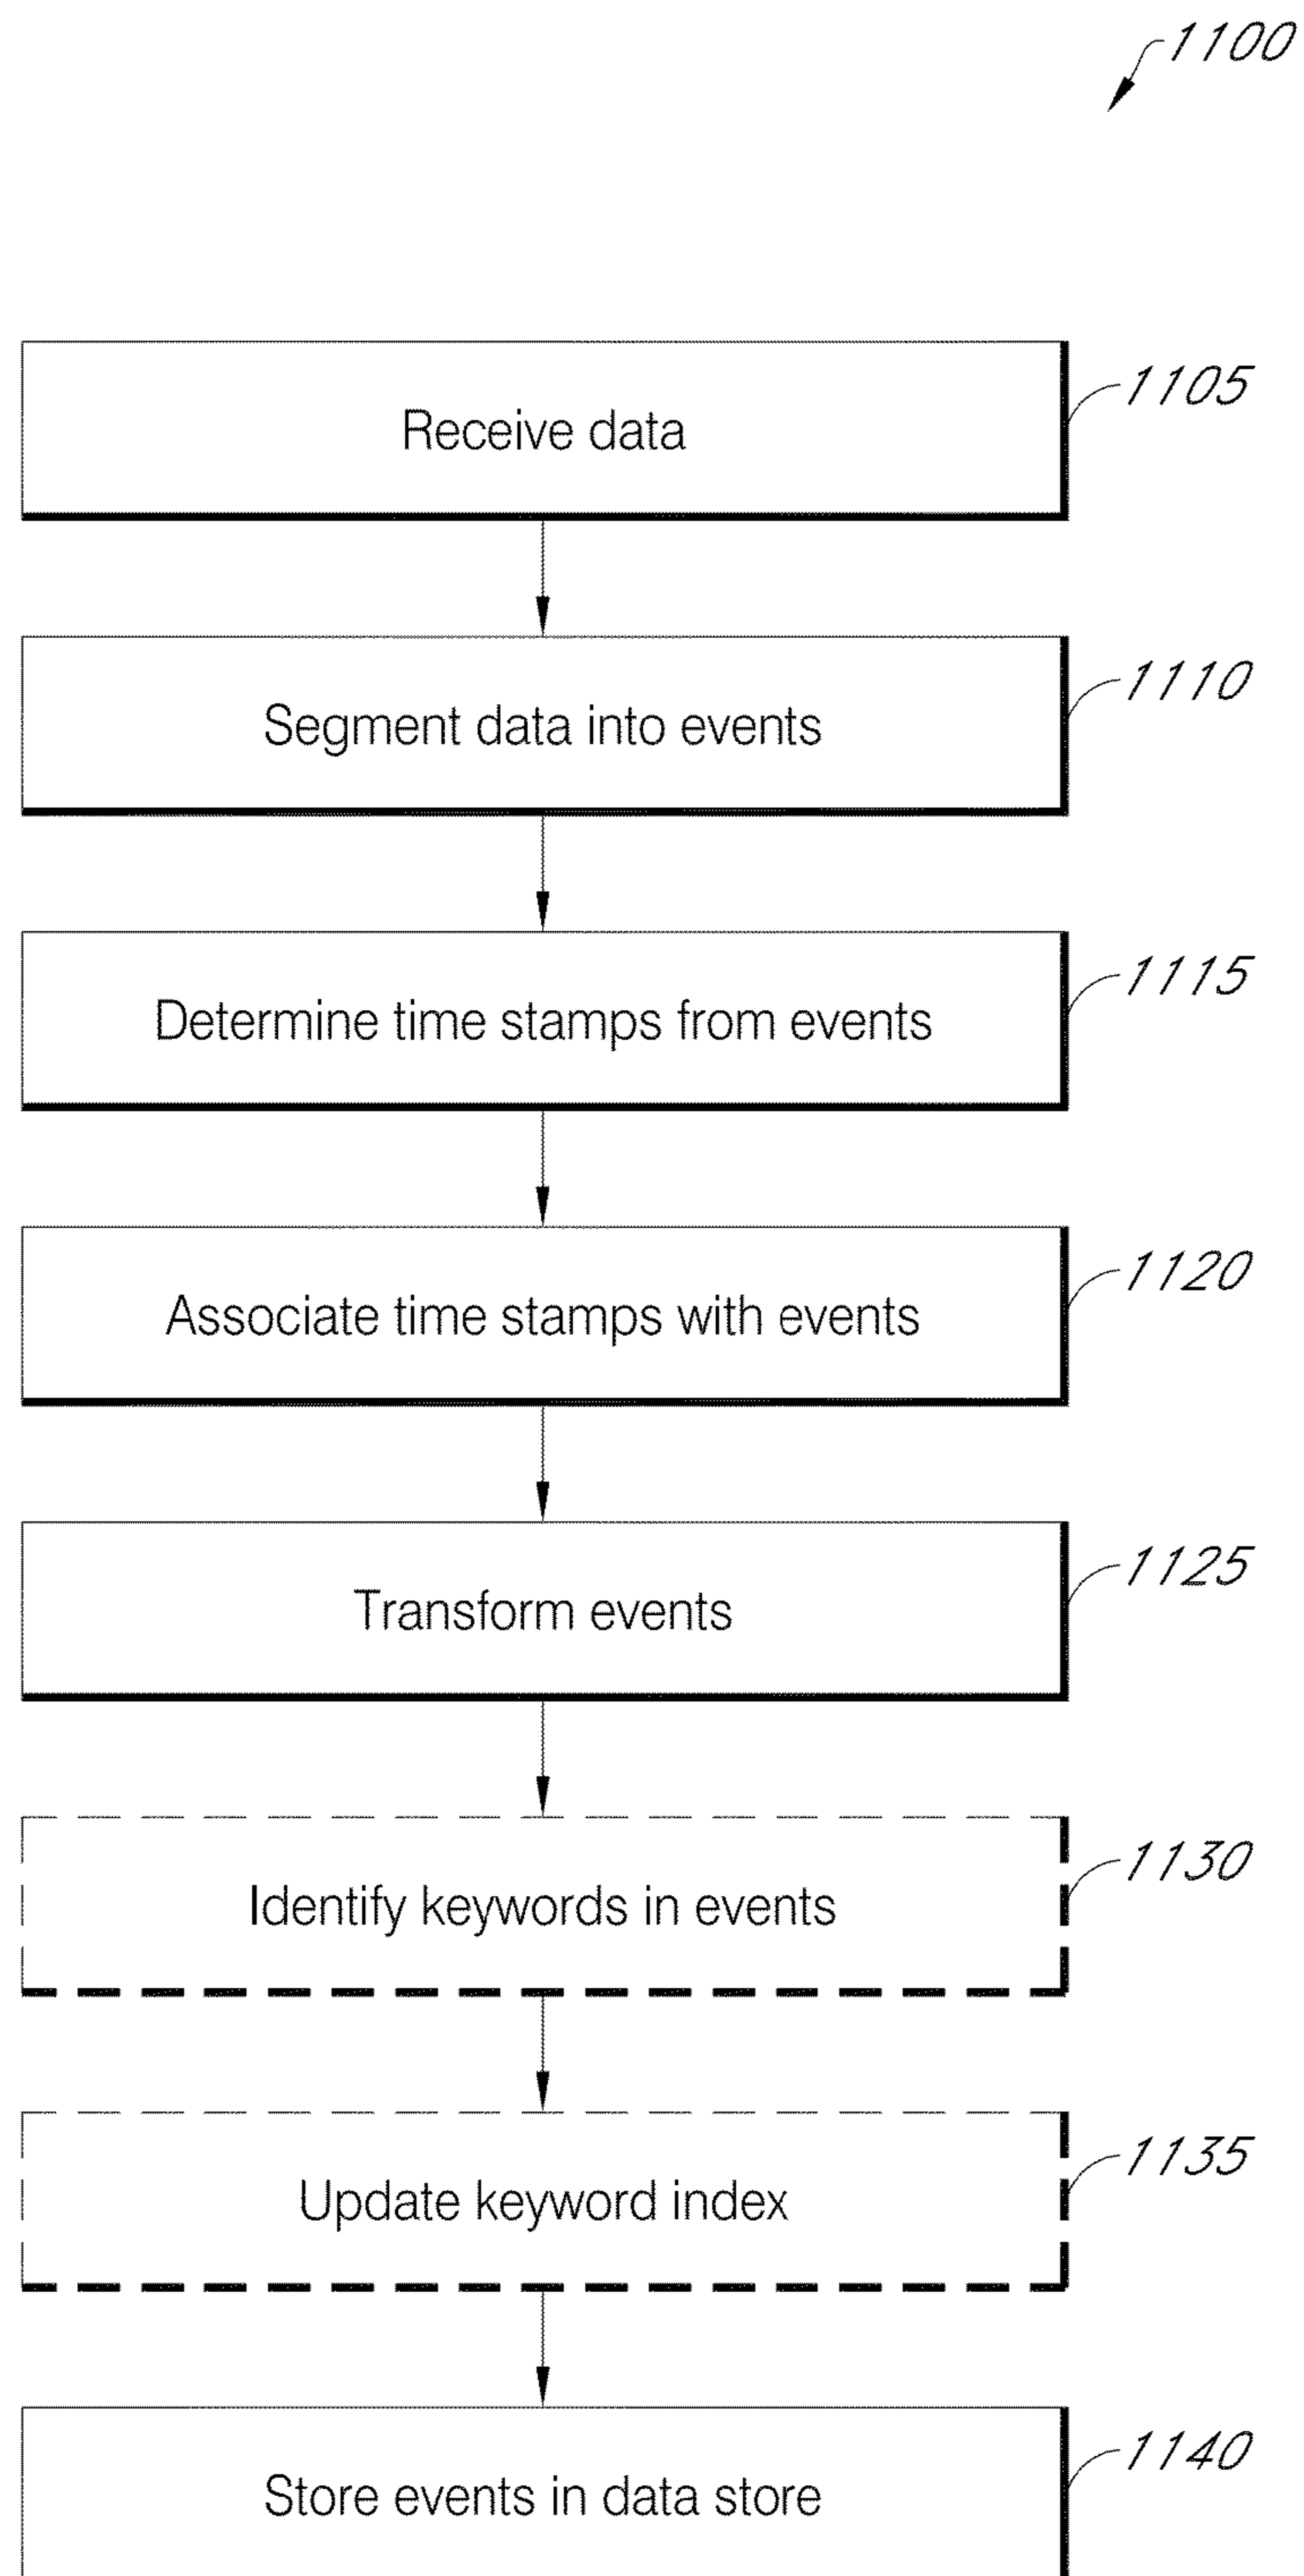 1100
Receive data
1105
Segment data into events
1110
Determine time stamps from events
1115
Associate time stamps with events
1120
Transform events
1125
Identify keywords in events
1130
Update keyword index
1135
Store events in data store
1140